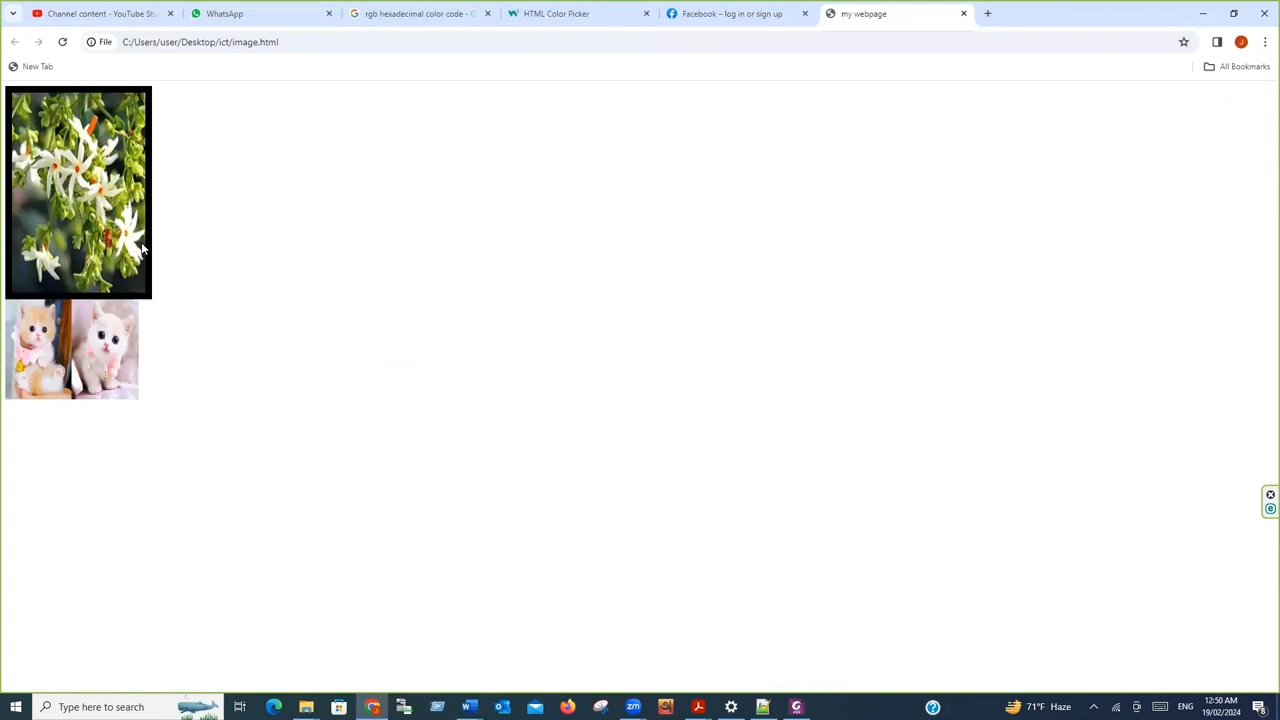 Channel content - YouTube Stu
WhatsApp
rgb hexadecimal color code - G
HTML Color Picker
Facebook – log in or sign up
my webpage
File
C:/Users/user/Desktop/ict/image.html
J
New Tab
All Bookmarks
Type here to search
71°F Haze
ENG
12:50 AM
19/02/2024
8